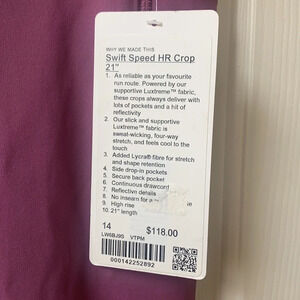 WHY WE MADE THIS
Swift Speed HR Crop
21"
1. As reliable as your favourite
run route. Powered by our
supportive Luxtreme™ fabric,
these crops always deliver with
lots of pockets and a hit of
reflectivity
2. Our slick and supportive
Luxtreme™ fabric is
sweat-wicking, four-way
stretch, and feels cool to the
touch
3. Added Lycra® fibre for stretch
and shape retention
4. Side drop-in pockets
5. Secure back pocket
6. Continuous drawcord
7. Reflective details
8. No inseam for a
9. High rise
10. 21" length
14 $118.00
LW6BJ9S VTPM
000142252892